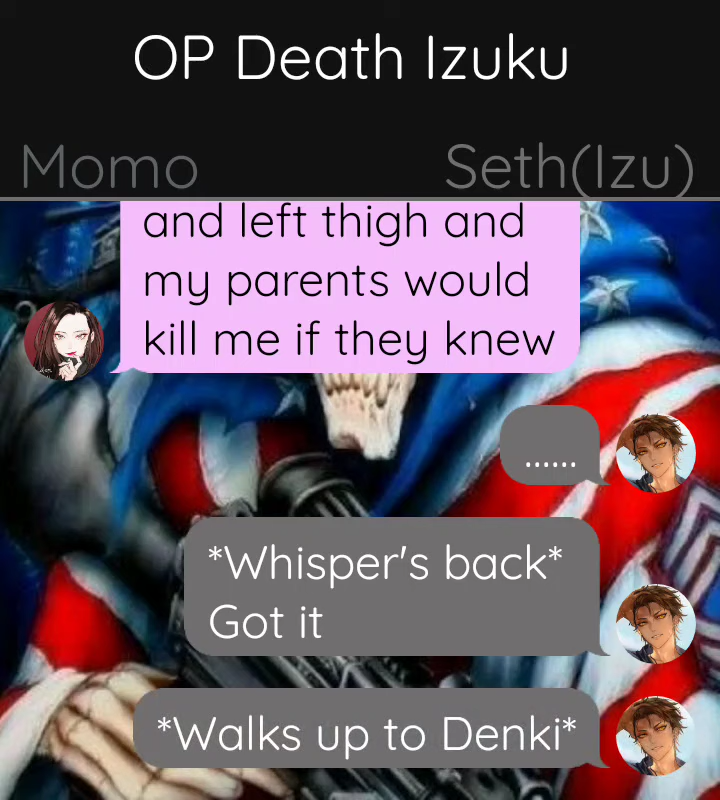 OP Death Izuku
Momo
Seth(Izu)
and left thigh and
my parents would
kill me if they knew
......
*Whisper's back*
Got it
*Walks up to Denki*